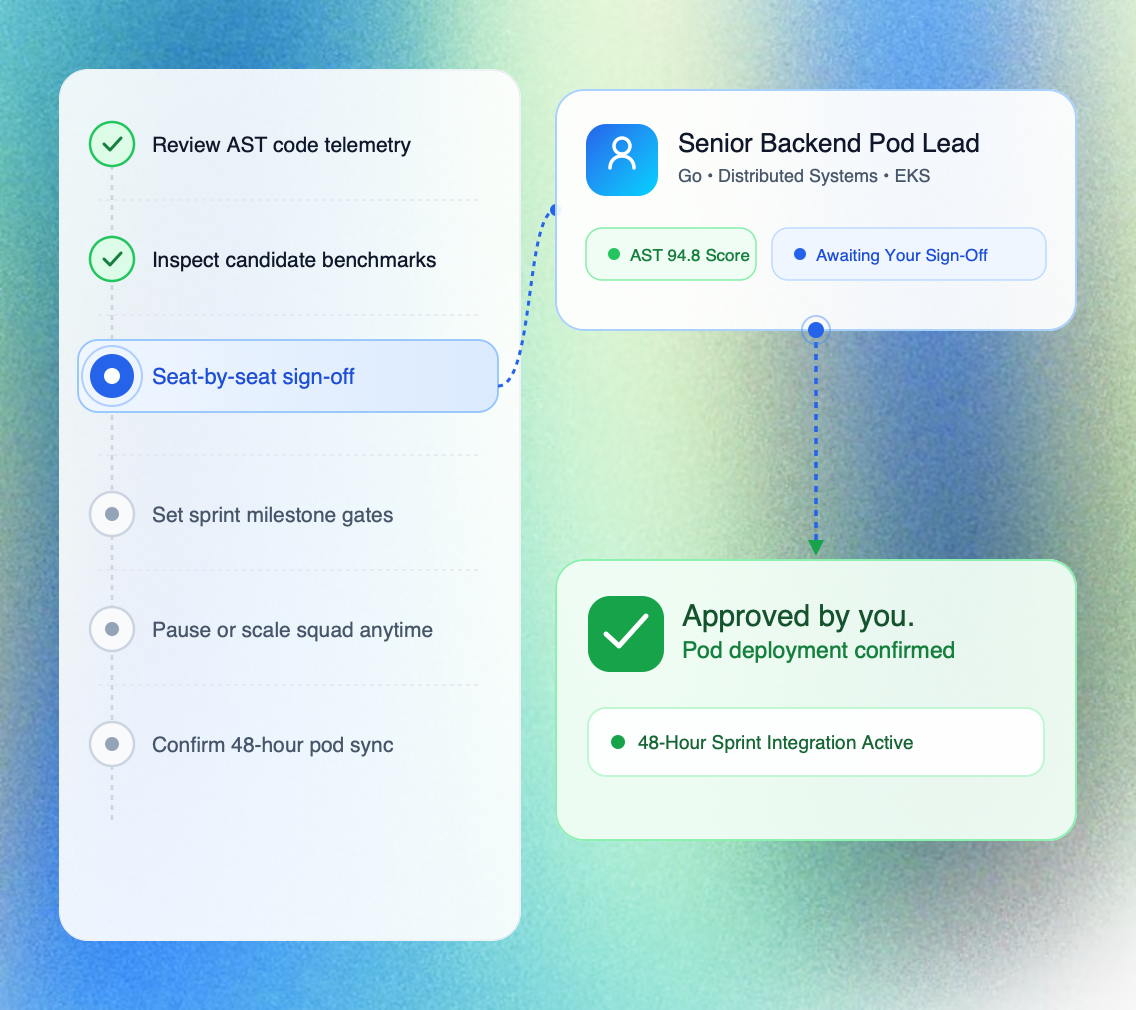 Review AST code telemetry
Inspect candidate benchmarks
Seat-by-seat sign-off
Set sprint milestone gates
Pause or scale squad anytime
Confirm 48-hour pod sync
Senior Backend Pod Lead
Go • Distributed Systems • EKS
AST 94.8 Score
Awaiting Your Sign-Off
Approved by you.
Pod deployment confirmed
48-Hour Sprint Integration Active